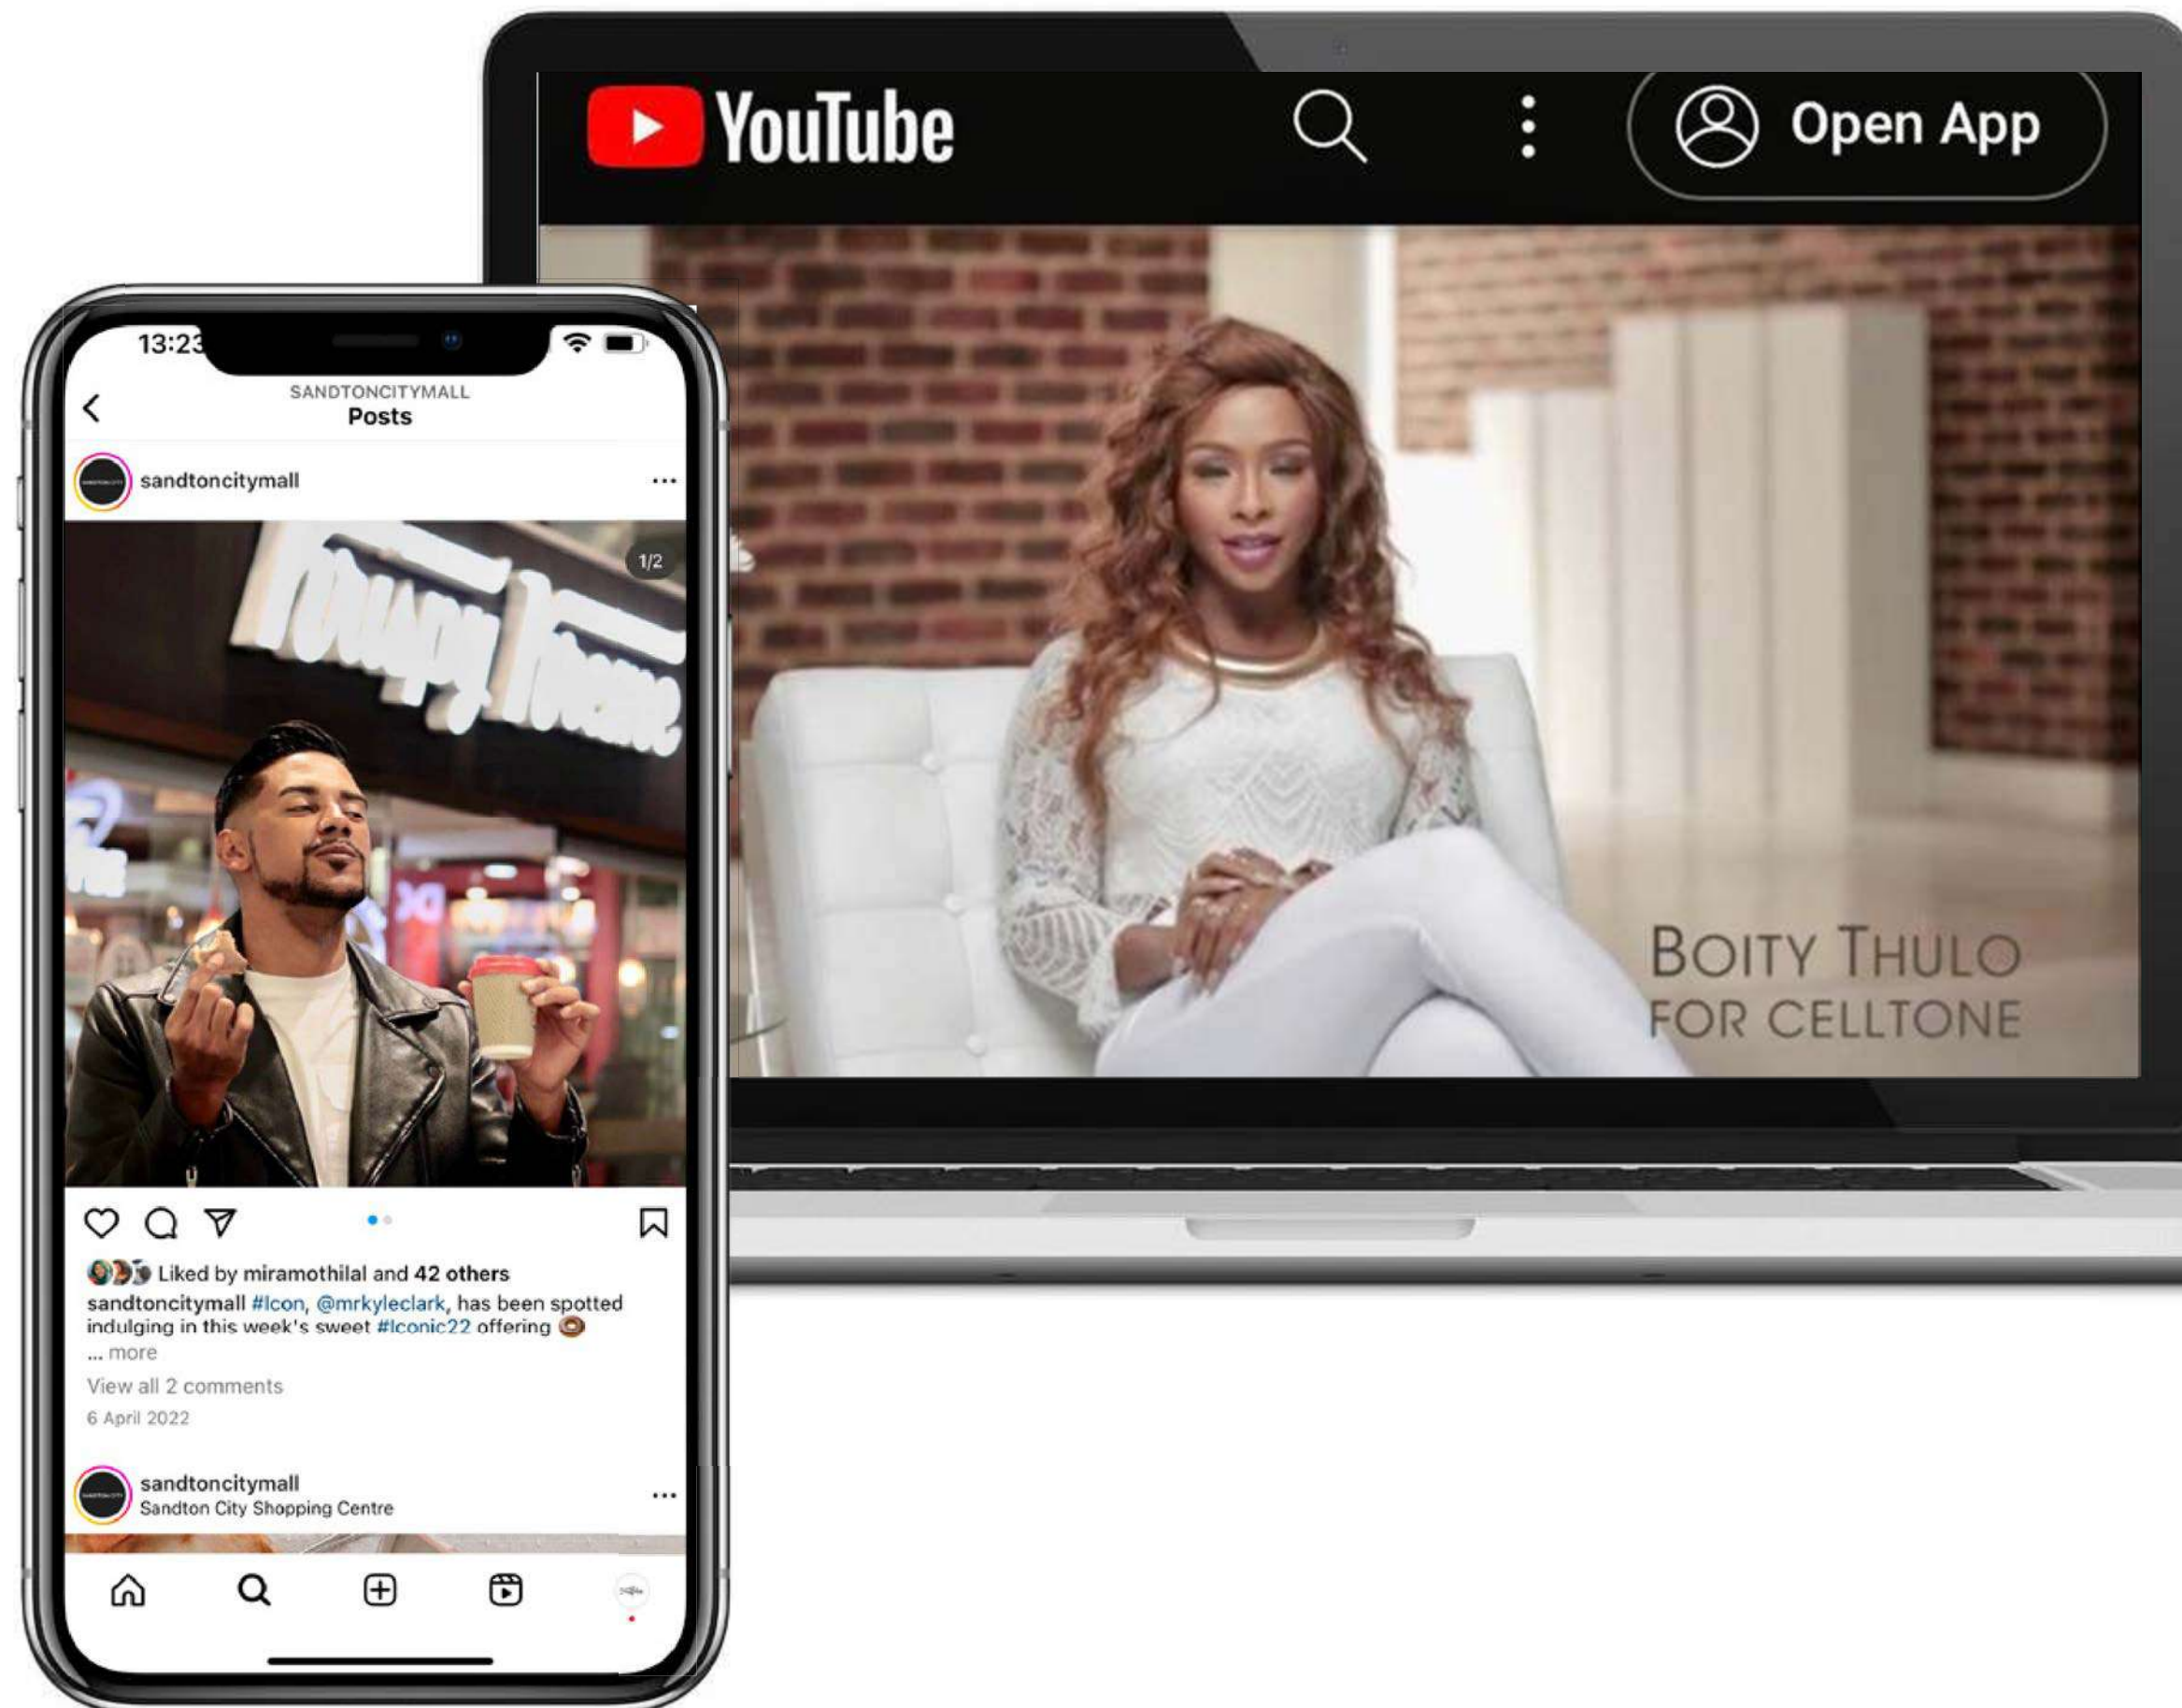 YouTube
Open App
BOITY THULO
FOR CELLTONE
13:23
SANDTONCITYMALL
Posts
sandtoncitymall
1/2
Liked by miramothilal and 42 others
sandtoncitymall #Icon, @mrkyleclark, has been spotted
indulging in this week's sweet #Iconic22 offering
... more
View all 2 comments
6 April 2022
sandtoncitymall
Sandton City Shopping Centre